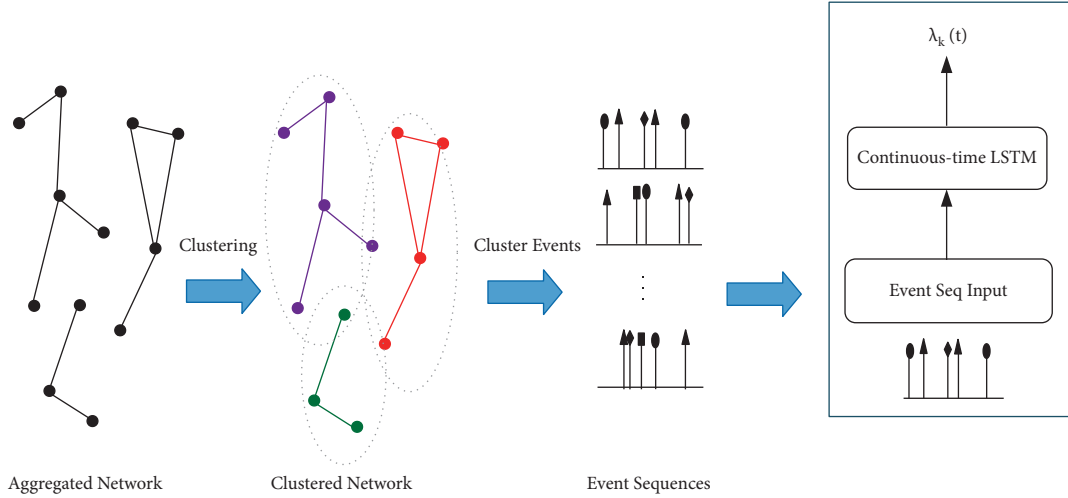 λk (t)
Continuous-time LSTM
Clustering
Cluster Events
Event Seq Input
Aggregated Network
Clustered Network
Event Sequences